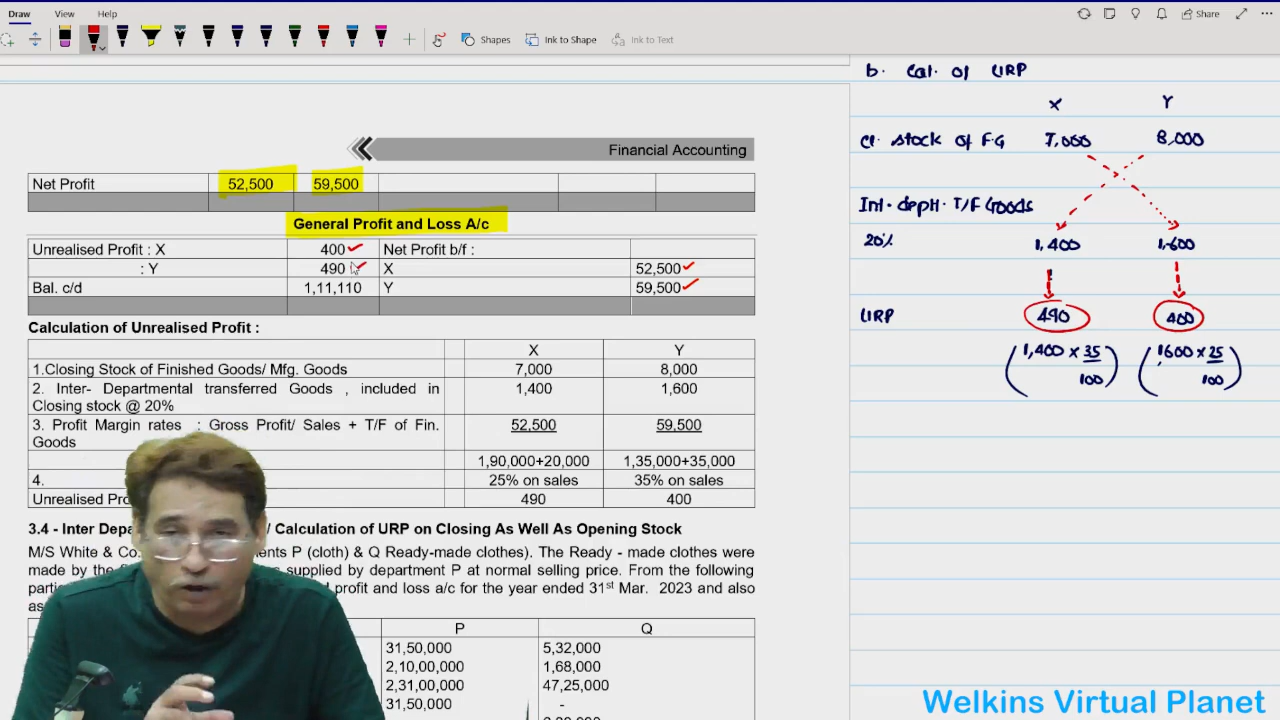 Draw View Help
Share
Shapes Ink to Shape Ink to Text
Financial Accounting
Net Profit 52,500 59,500
General Profit and Loss A/c
Unrealised Profit : X 400 Net Profit b/f :
: Y 490 X 52,500
Bal. c/d 1,11,110 Y 59,500
Calculation of Unrealised Profit :
X Y
1.Closing Stock of Finished Goods/ Mfg. Goods 7,000 8,000
2. Inter- Departmental transferred Goods , included in 1,400 1,600
Closing stock @ 20%
3. Profit Margin rates : Gross Profit/ Sales + T/F of Fin. 52,500 59,500
Goods
1,90,000+20,000 1,35,000+35,000
4. 25% on sales 35% on sales
Unrealised 490 400
3.4 - Inter / Calculation of URP on Closing As Well As Opening Stock
M/S White & Co. P (cloth) & Q Ready-made clothes). The Ready - made clothes were
made by the supplied by department P at normal selling price. From the following
profit and loss a/c for the year ended 31st Mar. 2023 and also
as
P Q
31,50,000 5,32,000
2,10,00,000 1,68,000
2,31,00,000 47,25,000
31,50,000 -
b. Cal. of URP
X Y
Cl. Stock of F.G 7,000 8,000
Int. deptt. T/F Goods
20% 1,400 1,600
URP 490 400
(1,400 × 35/100) (1600 × 25/100)
Welkins Virtual Planet